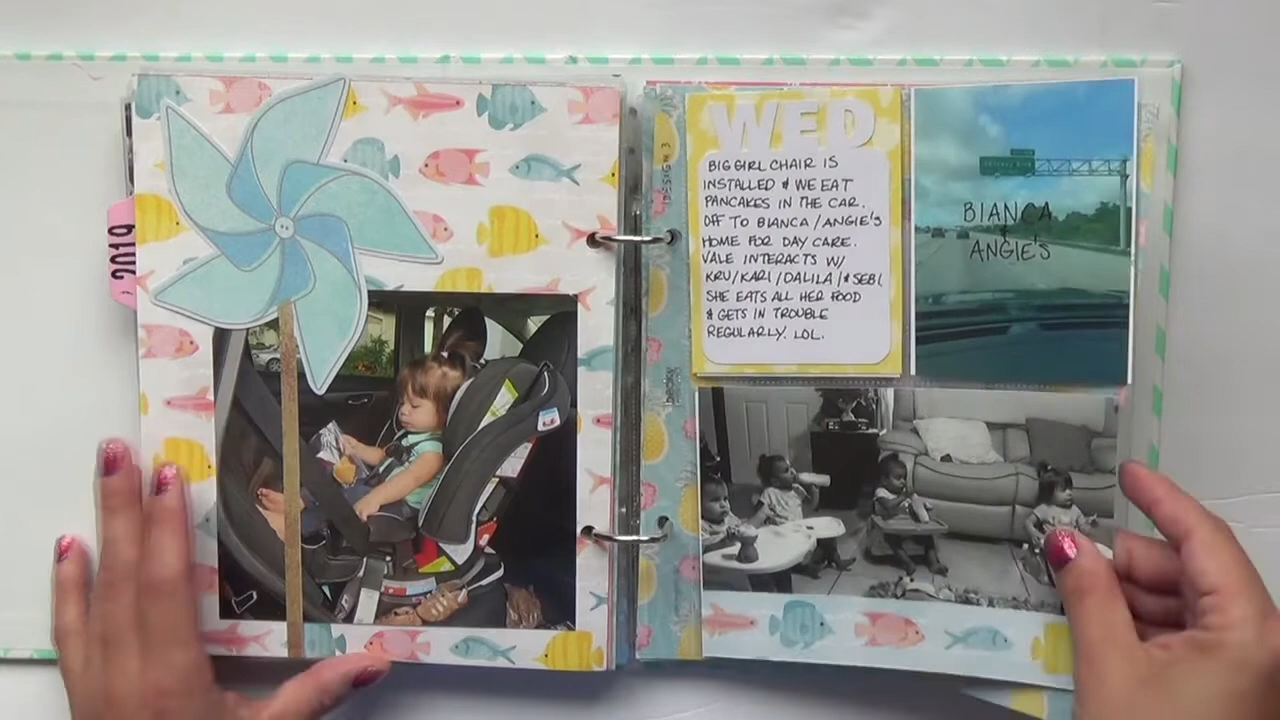 2019
DESIGN 3
WED
BIG GIRL CHAIR IS
INSTALLED & WE EAT
PANCAKES IN THE CAR.
OFF TO BIANCA/ANGIE'S
HOME FOR DAY CARE.
VALE INTERACTS W/
KRU/KARI/DALILA/&SEBI.
SHE EATS ALL HER FOOD
& GETS IN TROUBLE
REGULARLY. LOL.
BIANCA
&
ANGIE'S